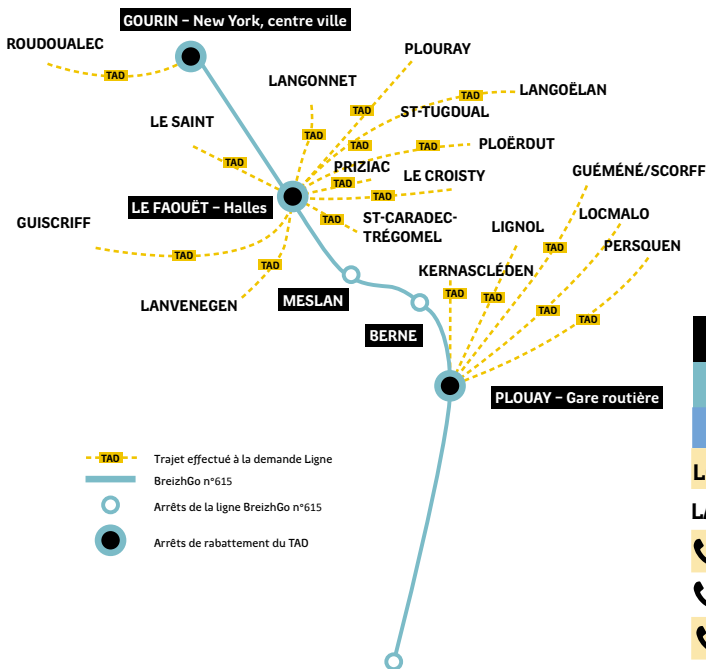 GOURIN – New York, centre ville
ROUDOUALEC
TAD
PLOURAY
LANGONNET
TAD
LANGOËLAN
TAD
ST-TUGDUAL
LE SAINT
TAD
TAD
TAD
PLOËRDUT
TAD
PRIZIAC
TAD
LE CROISTY
TAD
GUÉMÉNÉ/SCORFF
LE FAOUËT – Halles
ST-CARADEC-
TRÉGOMEL
TAD
LOCMALO
GUISCRIFF
TAD
LIGNOL
TAD
PERSQUEN
TAD
KERNASCLÉDEN
TAD
TAD
TAD
TAD
LANVENEGEN
MESLAN
BERNE
PLOUAY – Gare routière
TAD Trajet effectué à la demande Ligne
BreizhGo n°615
Arrêts de la ligne BreizhGo n°615
Arrêts de rabattement du TAD
L